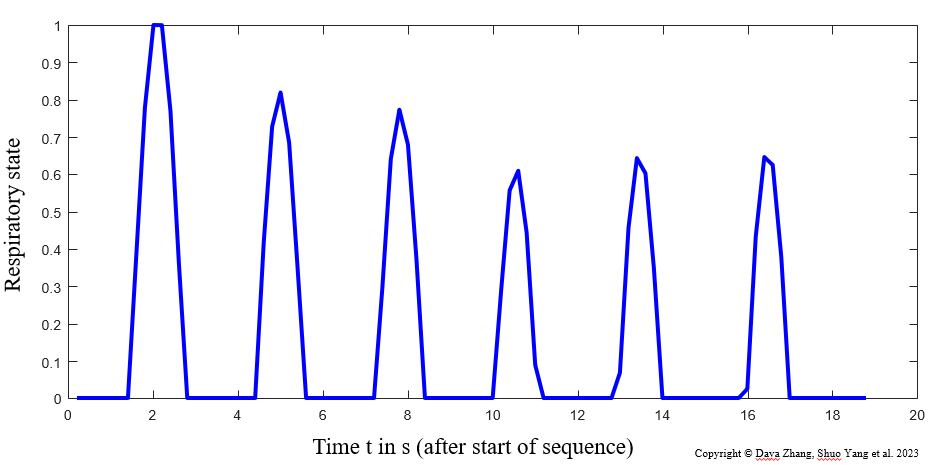 1
0.9
0.8
0.7
0.6
0.5
0.4
0.3
0.2
0.1
0
Respiratory state
0 2 4 6 8 10 12 14 16 18 20
Time t in s (after start of sequence)
Copyright © Dava Zhang, Shuo Yang et al. 2023